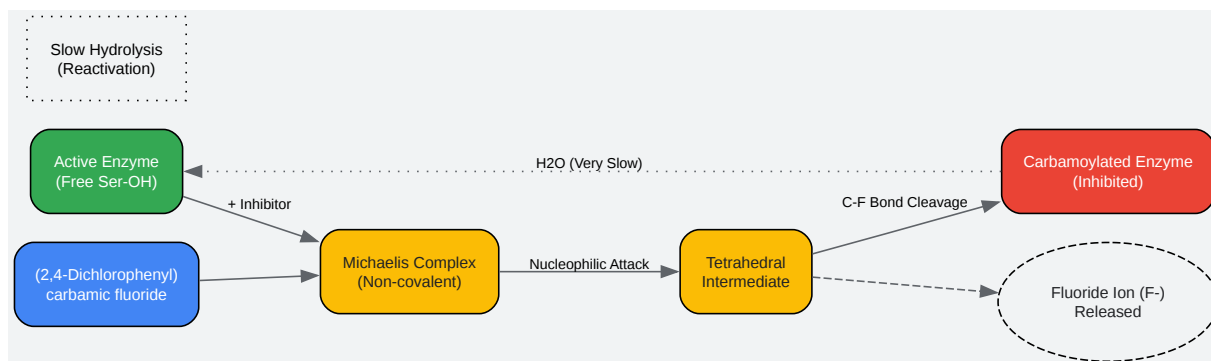 Slow Hydrolysis
(Reactivation)
Active Enzyme
(Free Ser-OH)
H2O (Very Slow)
Carbamoylated Enzyme
(Inhibited)
+ Inhibitor
C-F Bond Cleavage
(2,4-Dichlorophenyl)
carbamic fluoride
Michaelis Complex
(Non-covalent)
Nucleophilic Attack
Tetrahedral
Intermediate
Fluoride Ion (F-)
Released